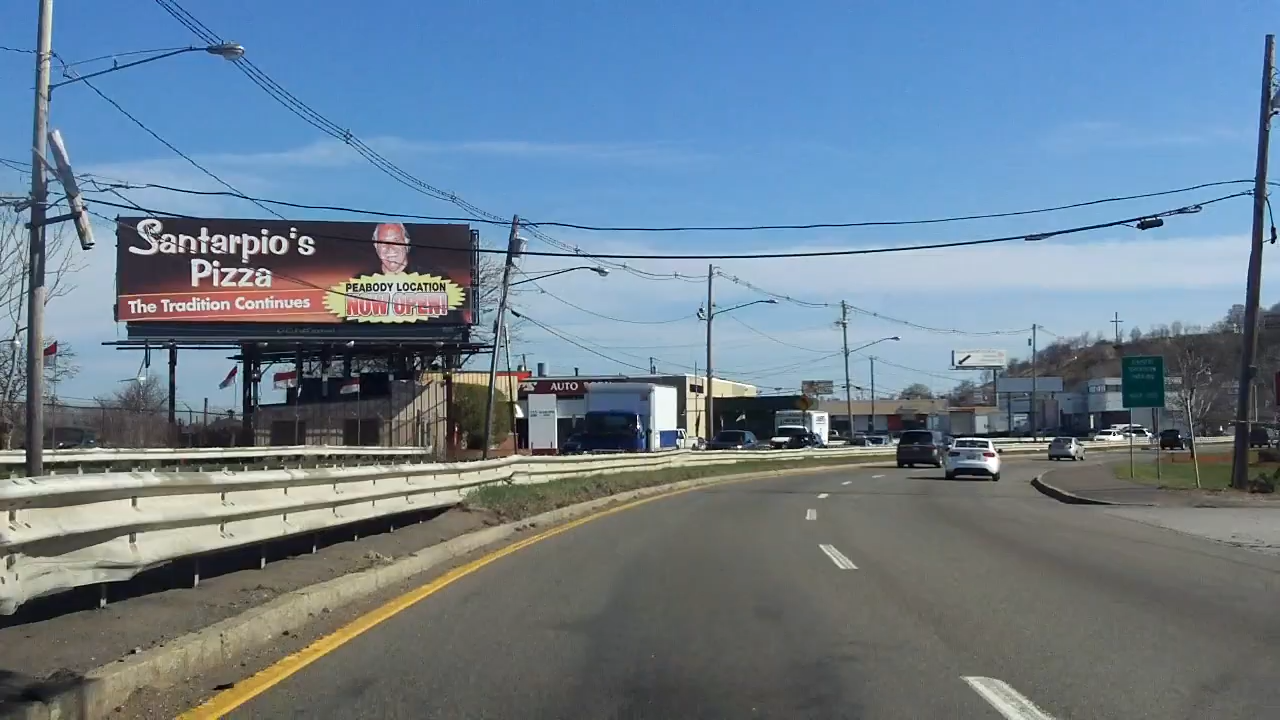 Santarpio's
Pizza
The Tradition Continues
PEABODY LOCATION
NOW OPEN!
AUTO